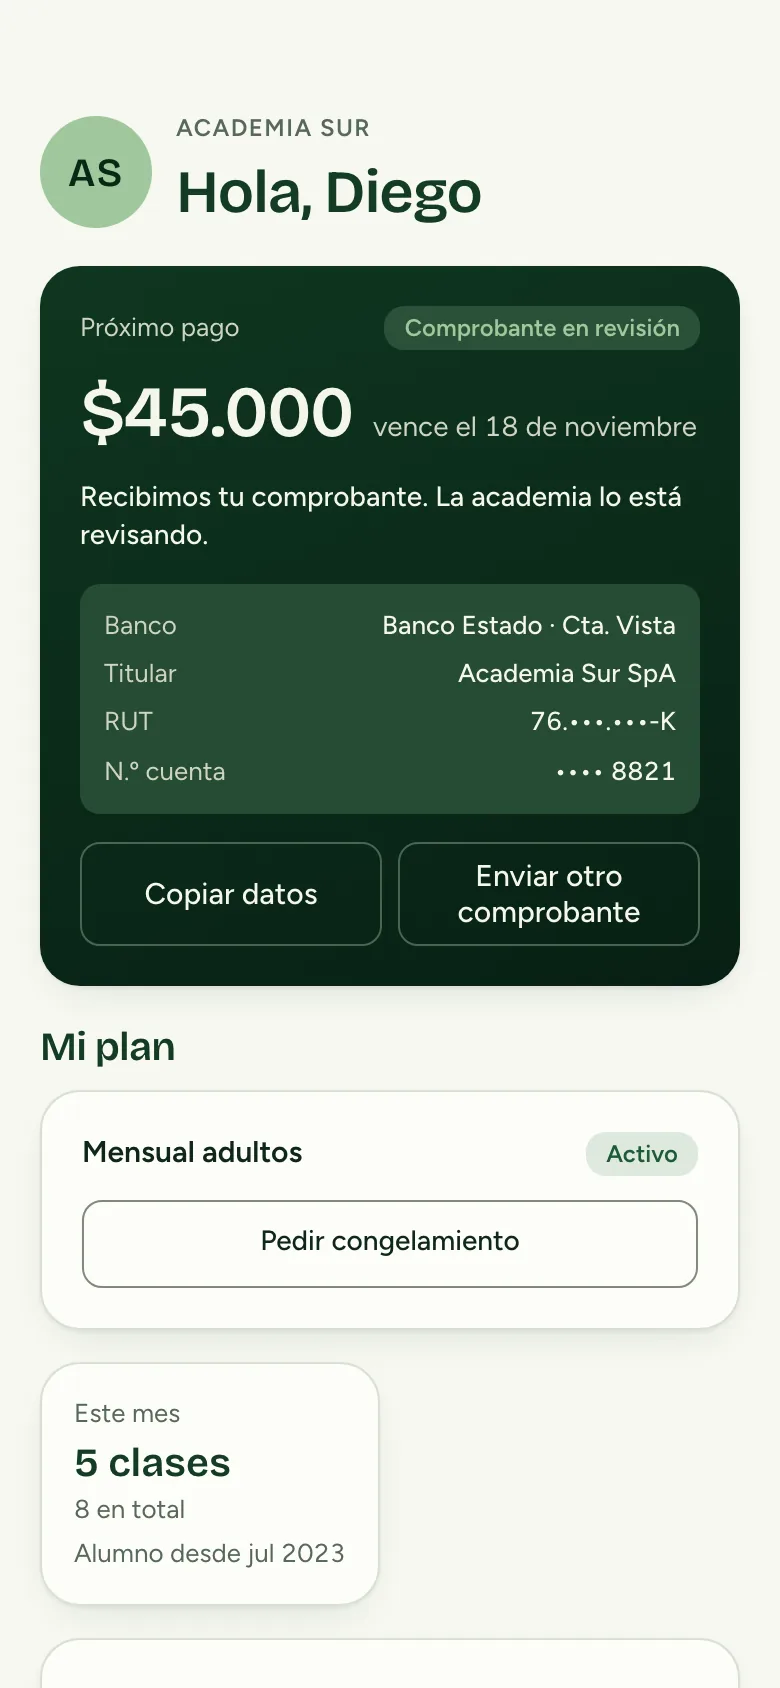 AS
ACADEMIA SUR
Hola, Diego
Próximo pago
Comprobante en revisión
$45.000 vence el 18 de noviembre
Recibimos tu comprobante. La academia lo está
revisando.
Banco Banco Estado · Cta. Vista
Titular Academia Sur SpA
RUT 76.•••.•••-K
N.º cuenta •••• 8821
Copiar datos
Enviar otro
comprobante
Mi plan
Mensual adultos
Activo
Pedir congelamiento
Este mes
5 clases
8 en total
Alumno desde jul 2023